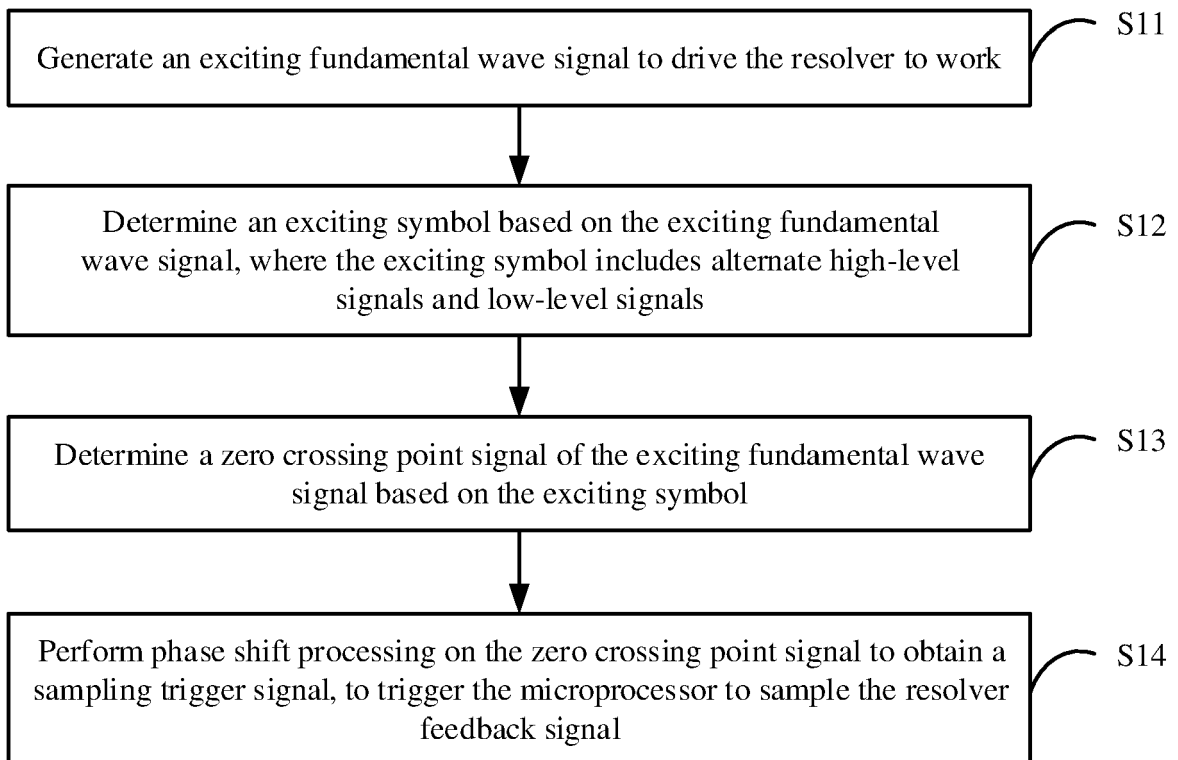 Generate an exciting fundamental wave signal to drive the resolver to work
S11
Determine an exciting symbol based on the exciting fundamental
wave signal, where the exciting symbol includes alternate high-level
signals and low-level signals
S12
Determine a zero crossing point signal of the exciting fundamental wave
signal based on the exciting symbol
S13
Perform phase shift processing on the zero crossing point signal to obtain a
sampling trigger signal, to trigger the microprocessor to sample the resolver
feedback signal
S14